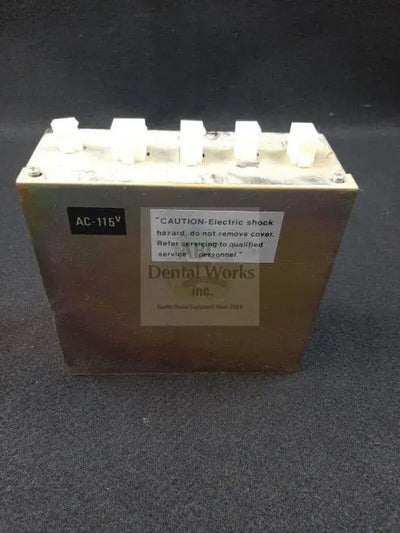 AC-115V
"CAUTION-Electric shock
hazard, do not remove cover.
Refer servicing to qualified
service personnel."
Dental Works
inc.
Quality Dental Equipment Since 2008